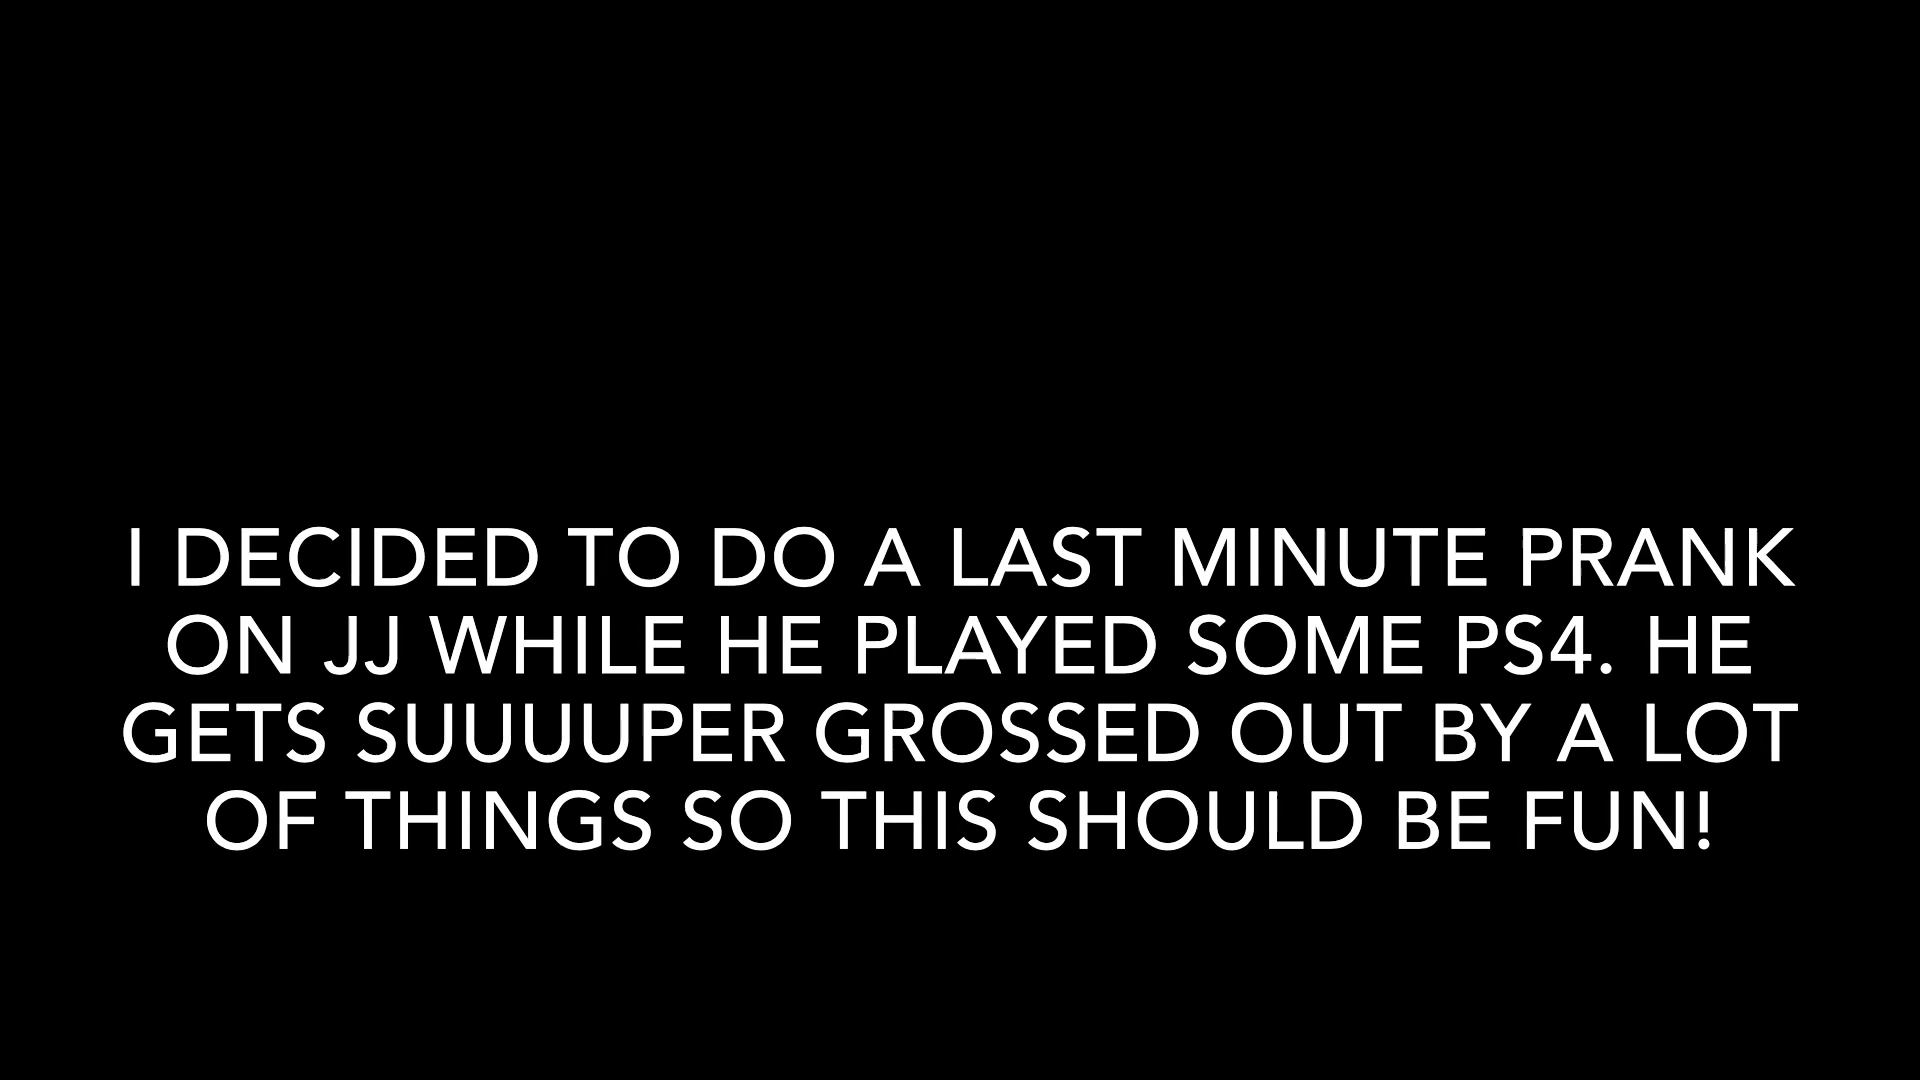 I DECIDED TO DO A LAST MINUTE PRANK
ON JJ WHILE HE PLAYED SOME PS4. HE
GETS SUUUUPER GROSSED OUT BY A LOT
OF THINGS SO THIS SHOULD BE FUN!